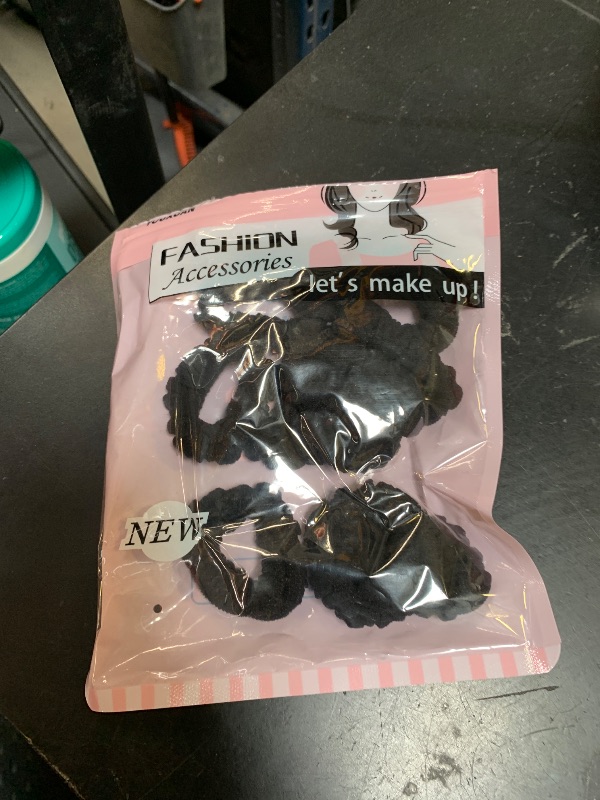 FASHION
Accessories
let's make up!
NEW